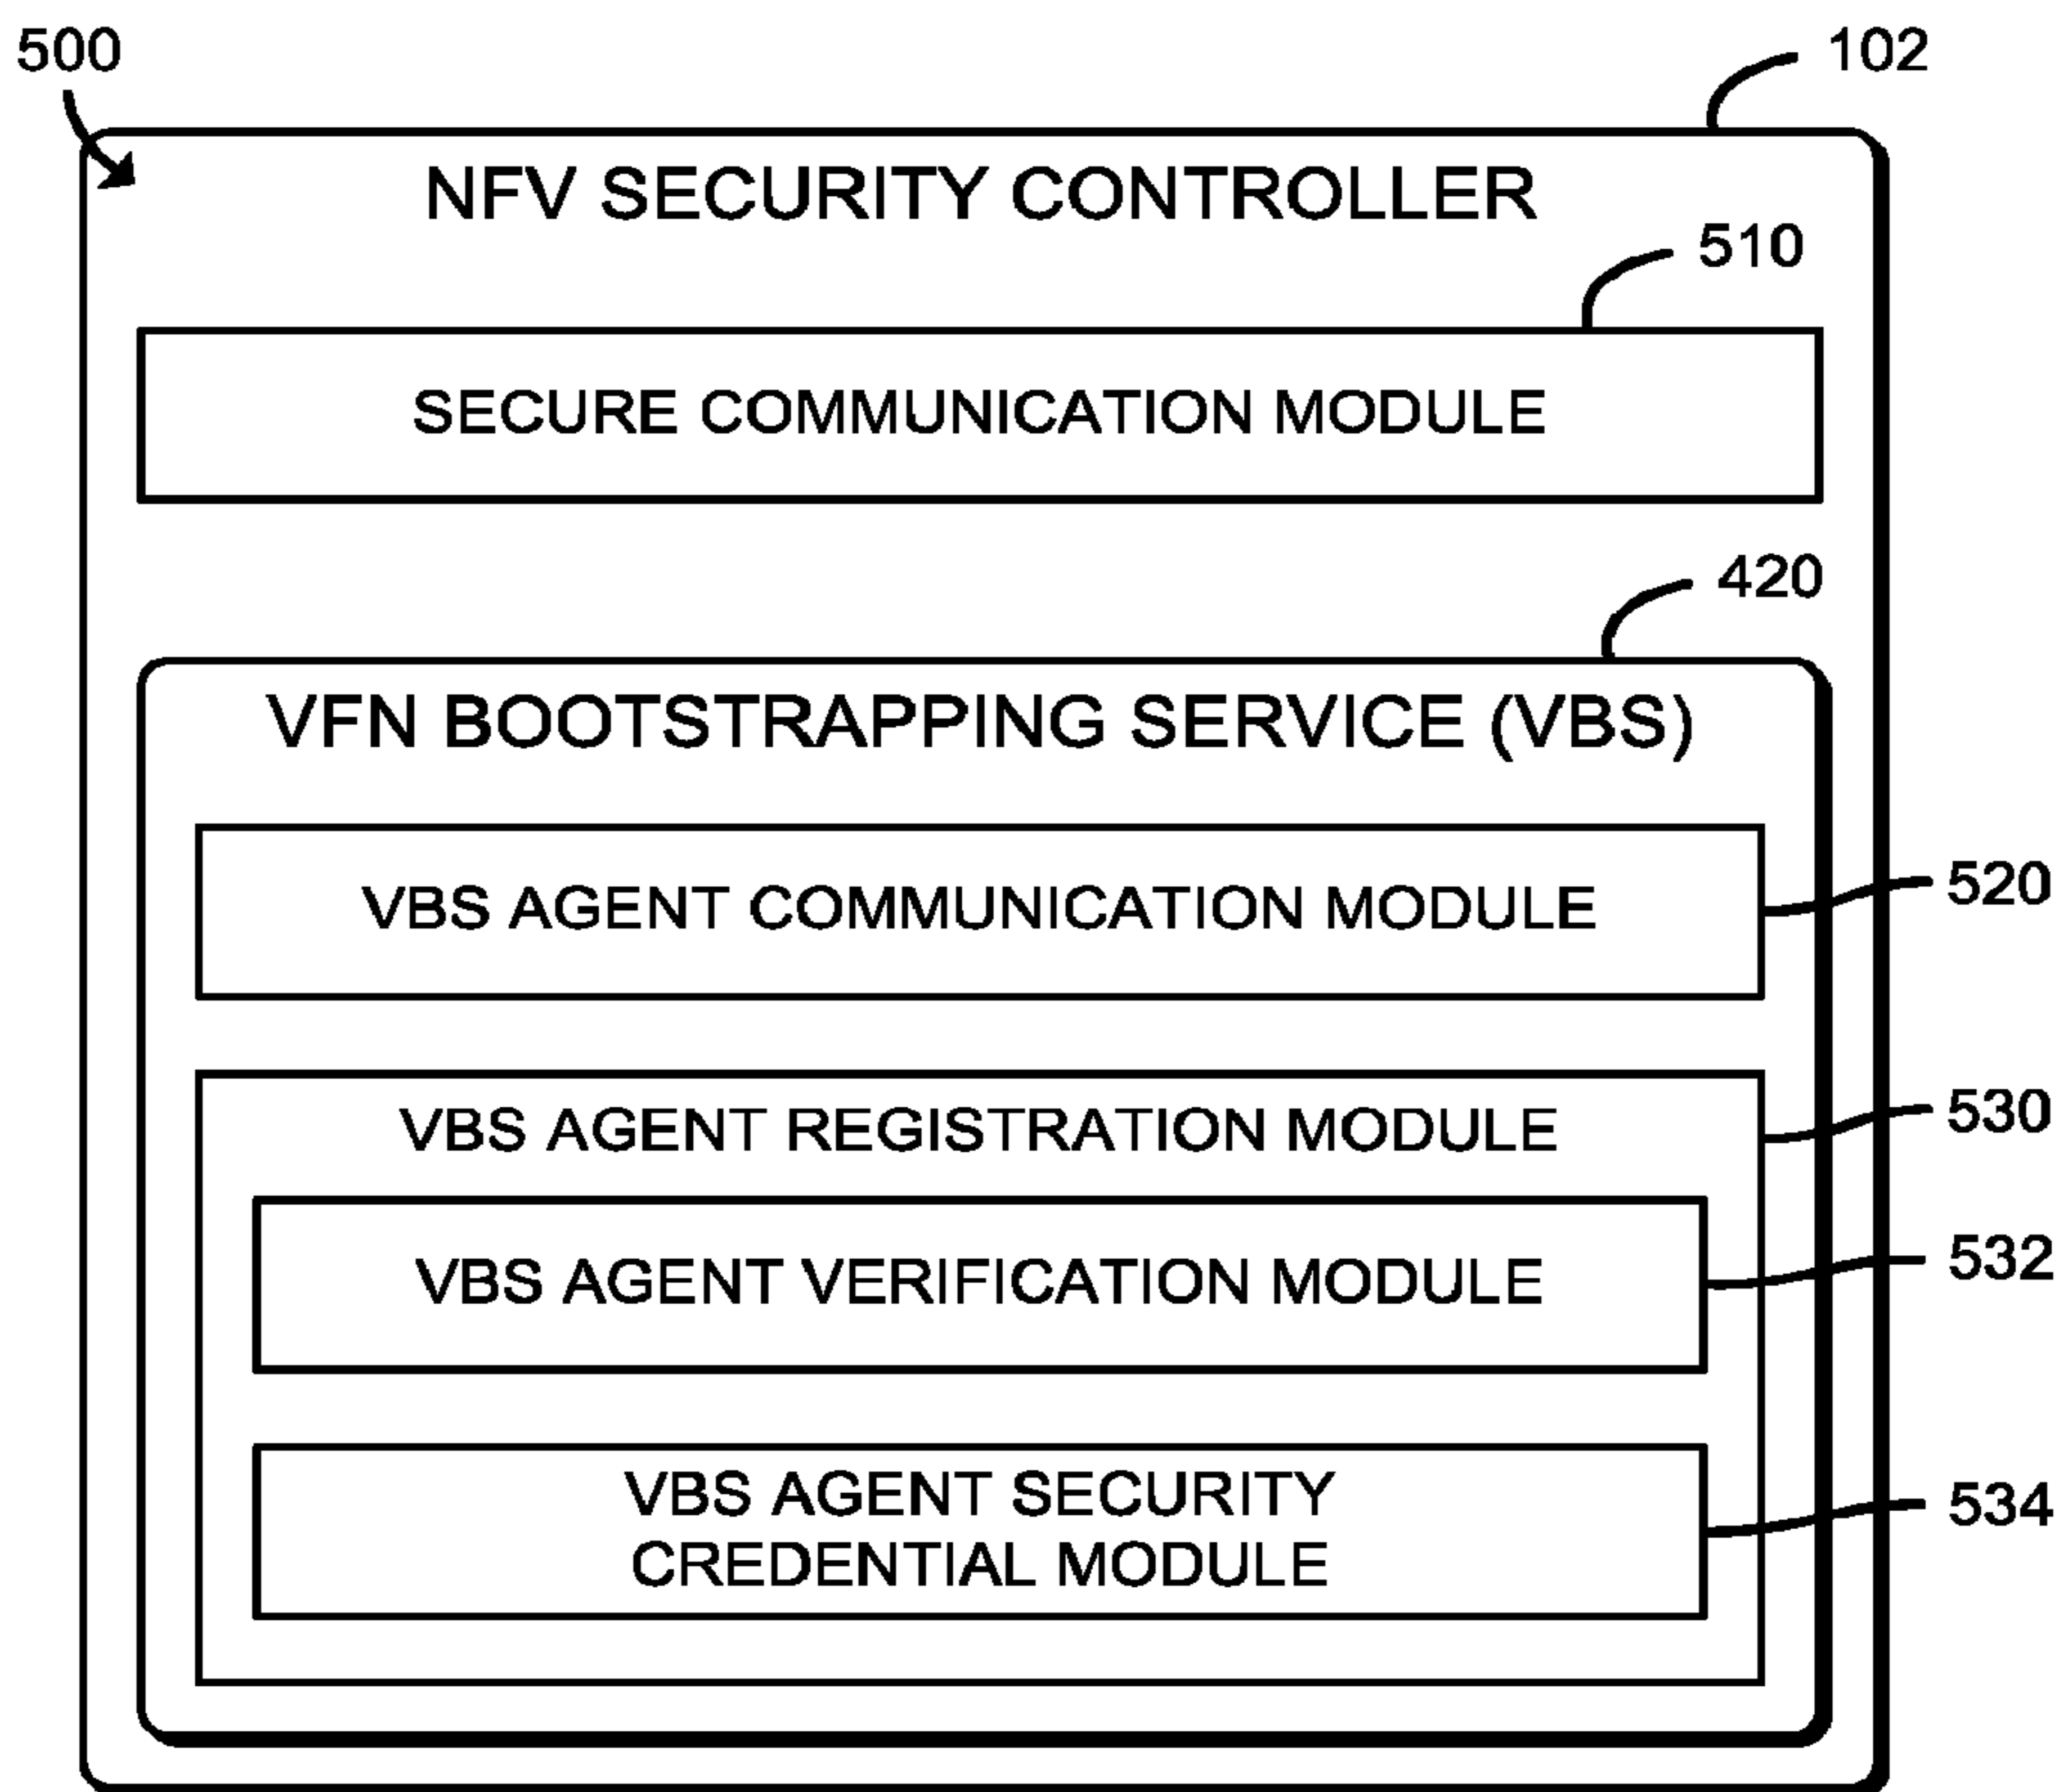 500
102
NFV SECURITY CONTROLLER
510
SECURE COMMUNICATION MODULE
420
VFN BOOTSTRAPPING SERVICE (VBS)
VBS AGENT COMMUNICATION MODULE
520
VBS AGENT REGISTRATION MODULE
530
VBS AGENT VERIFICATION MODULE
532
VBS AGENT SECURITY
CREDENTIAL MODULE
534